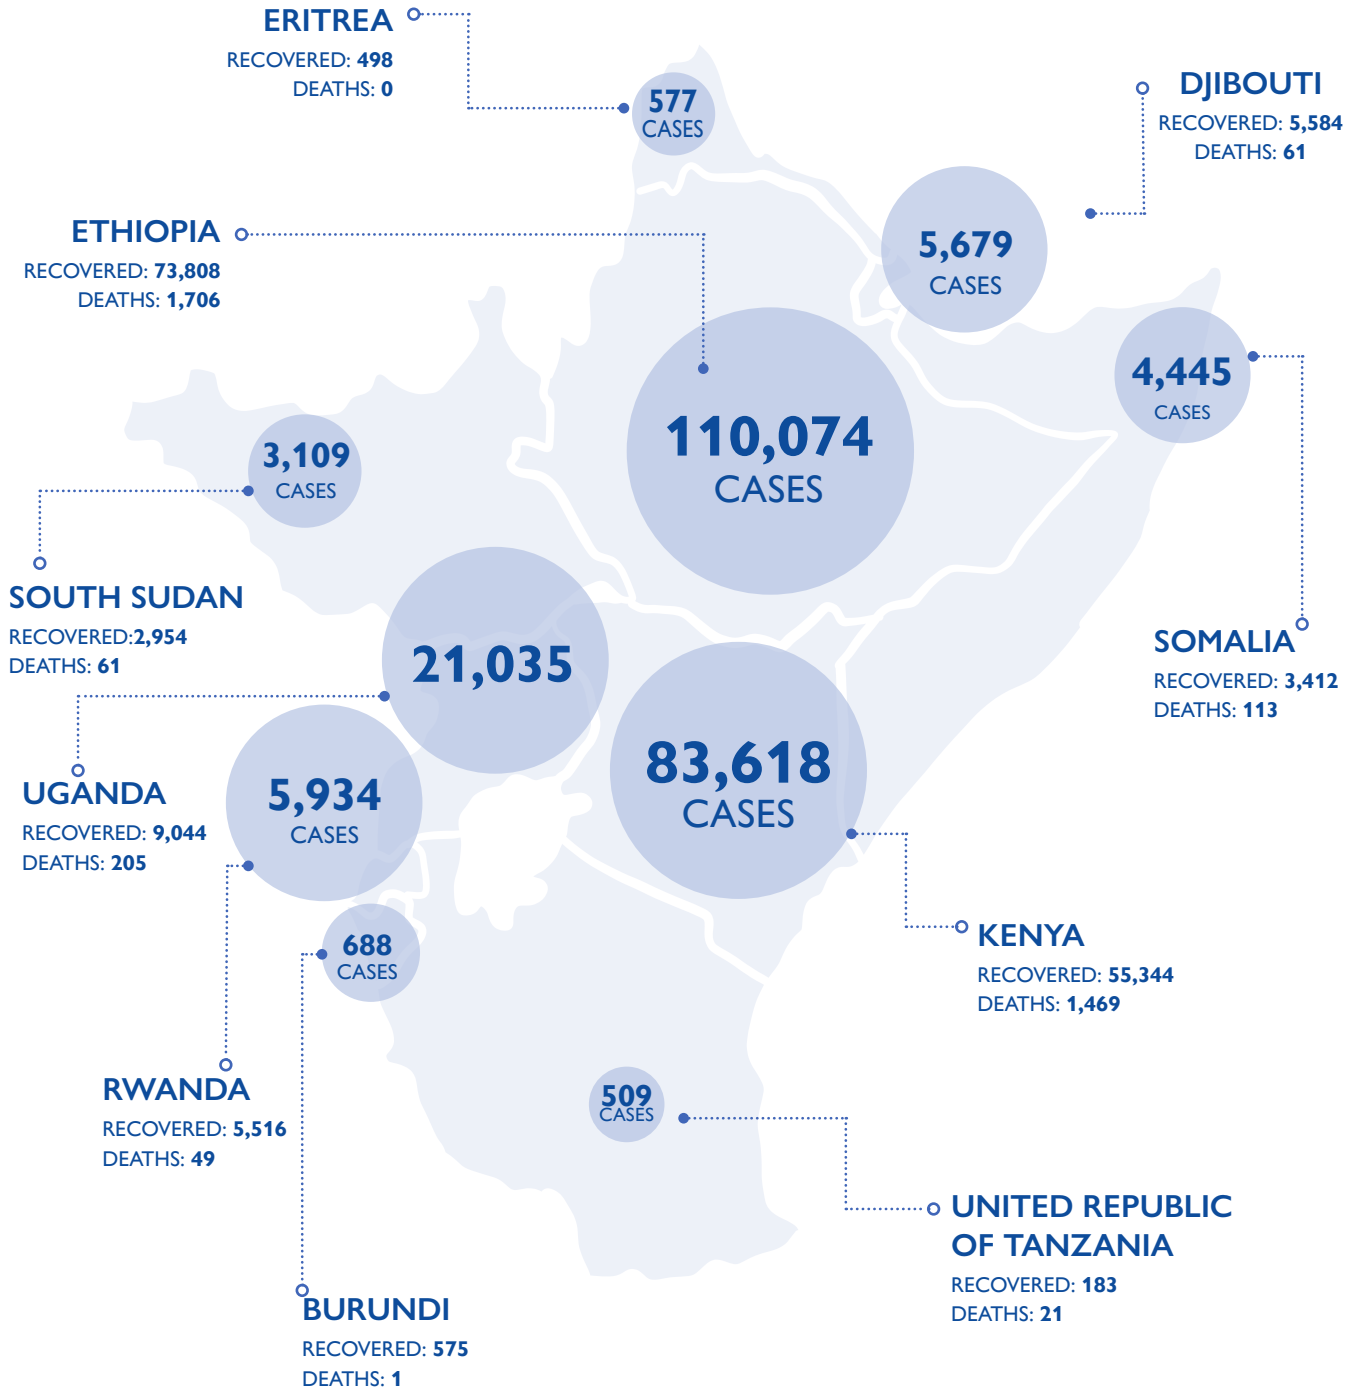 ERITREA
RECOVERED: 498
DEATHS: 0
577
CASES
DJIBOUTI
RECOVERED: 5,584
DEATHS: 61
5,679
CASES
ETHIOPIA
RECOVERED: 73,808
DEATHS: 1,706
110,074
CASES
4,445
CASES
3,109
CASES
SOUTH SUDAN
RECOVERED:2,954
DEATHS: 61
21,035
SOMALIA
RECOVERED: 3,412
DEATHS: 113
UGANDA
RECOVERED: 9,044
DEATHS: 205
5,934
CASES
83,618
CASES
688
CASES
KENYA
RECOVERED: 55,344
DEATHS: 1,469
RWANDA
RECOVERED: 5,516
DEATHS: 49
509
CASES
UNITED REPUBLIC
OF TANZANIA
RECOVERED: 183
DEATHS: 21
BURUNDI
RECOVERED: 575
DEATHS: 1